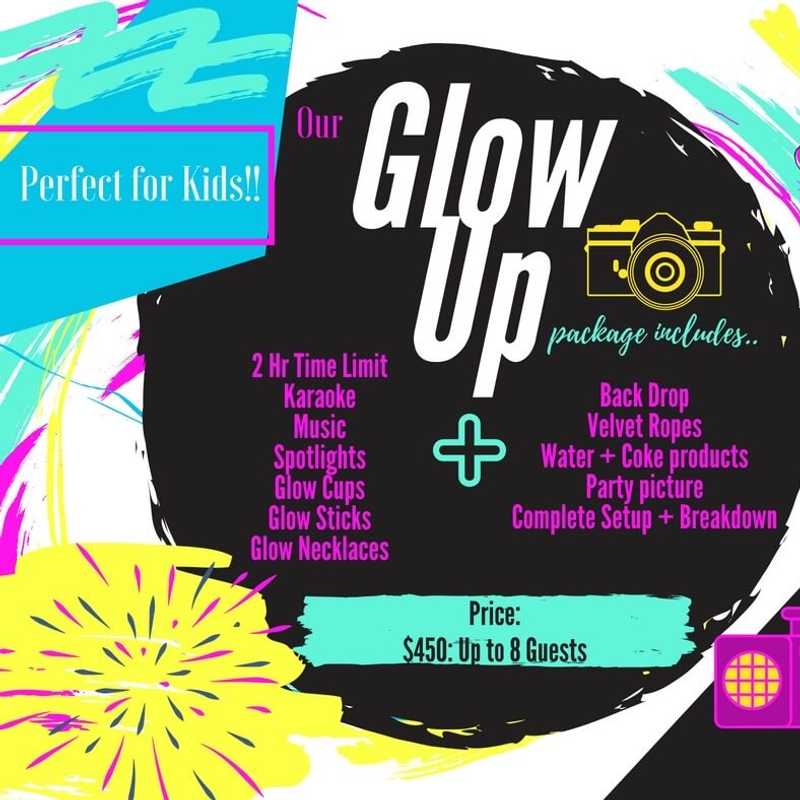 Perfect for Kids!!
Our
Glow
Up
package includes..
2 Hr Time Limit
Karaoke
Music
Spotlights
Glow Cups
Glow Sticks
Glow Necklaces
Back Drop
Velvet Ropes
Water + Coke products
Party picture
Complete Setup + Breakdown
Price:
$450: Up to 8 Guests